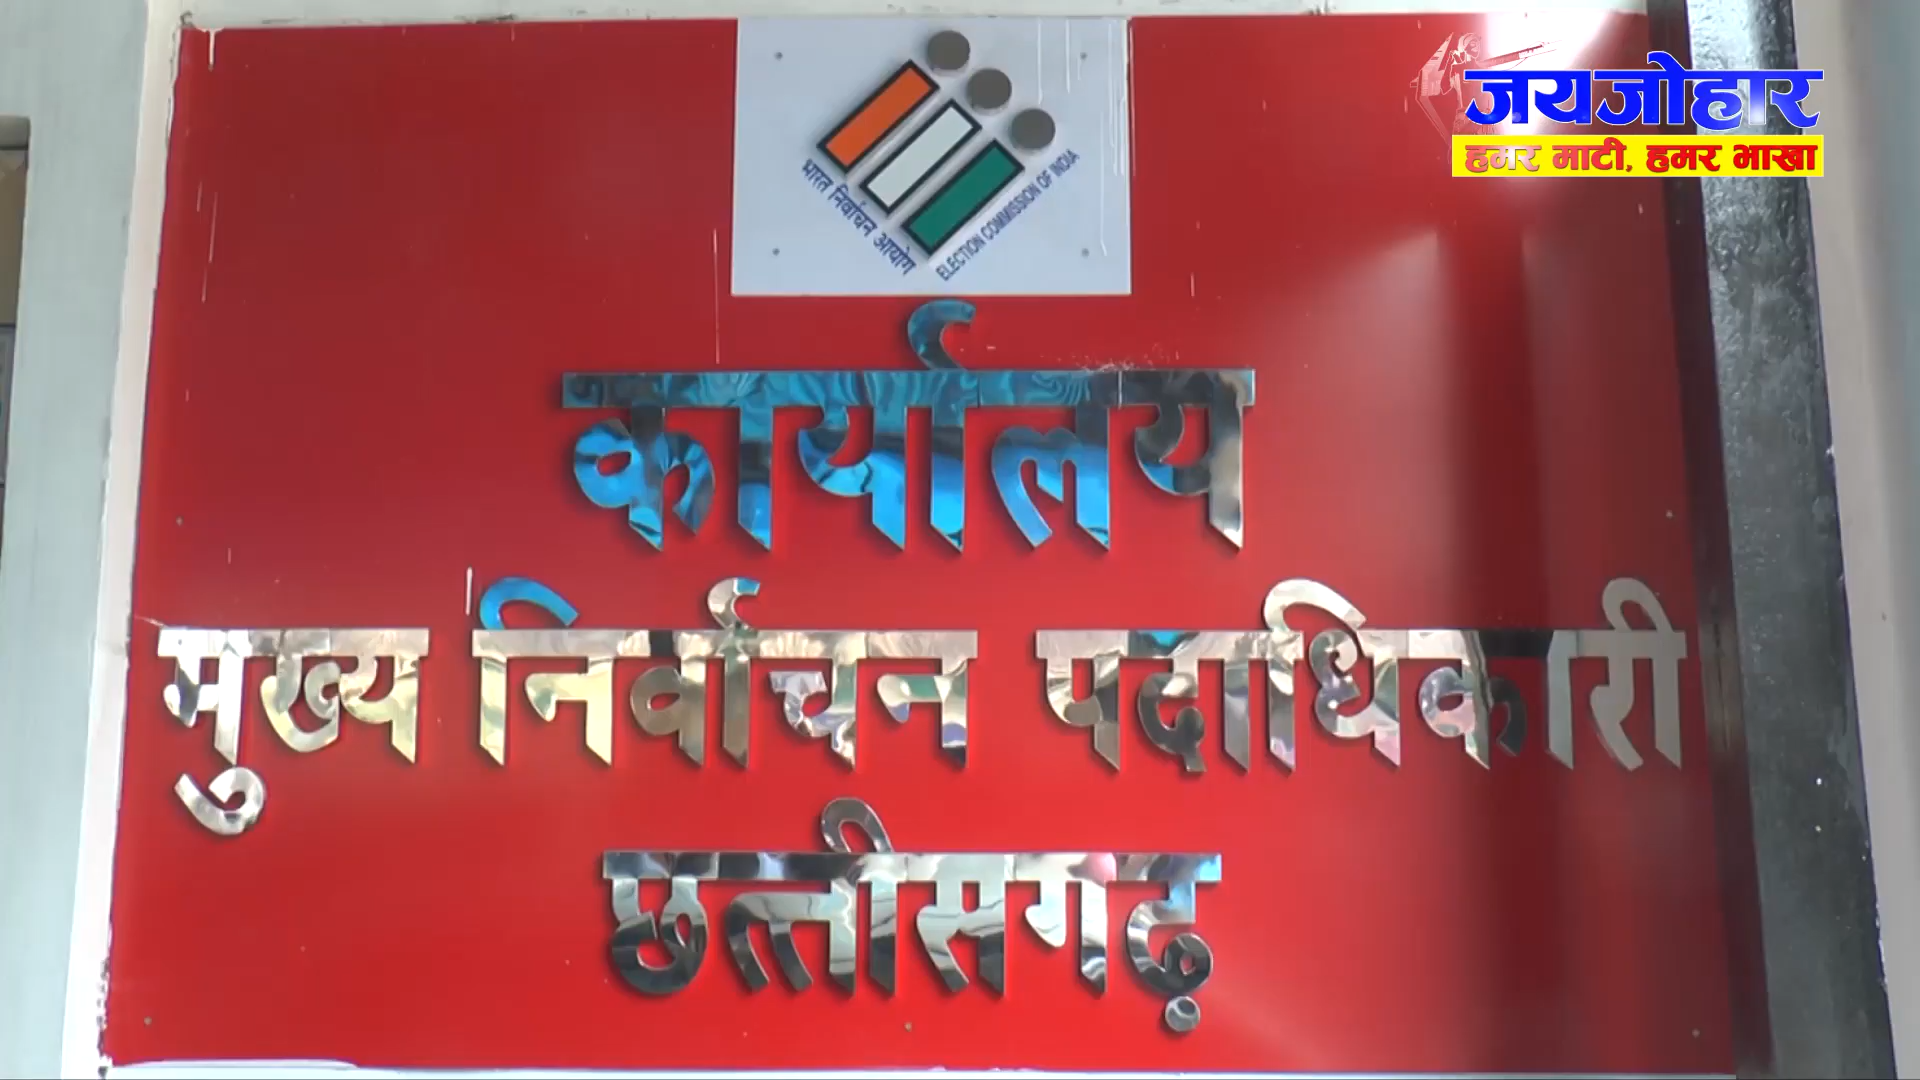 जयजोहार
हमर माटी, हमर भाखा
भारत निर्वाचन आयोग
ELECTION COMMISSION OF INDIA
कार्यालय
मुख्य निर्वाचन पदाधिकारी
छत्तीसगढ़